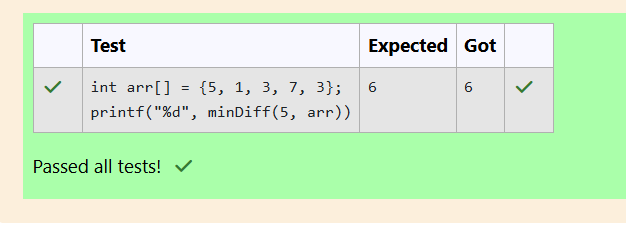 Test Expected Got
int arr[] = {5, 1, 3, 7, 3}; 6 6
printf("%d", minDiff(5, arr))
Passed all tests!